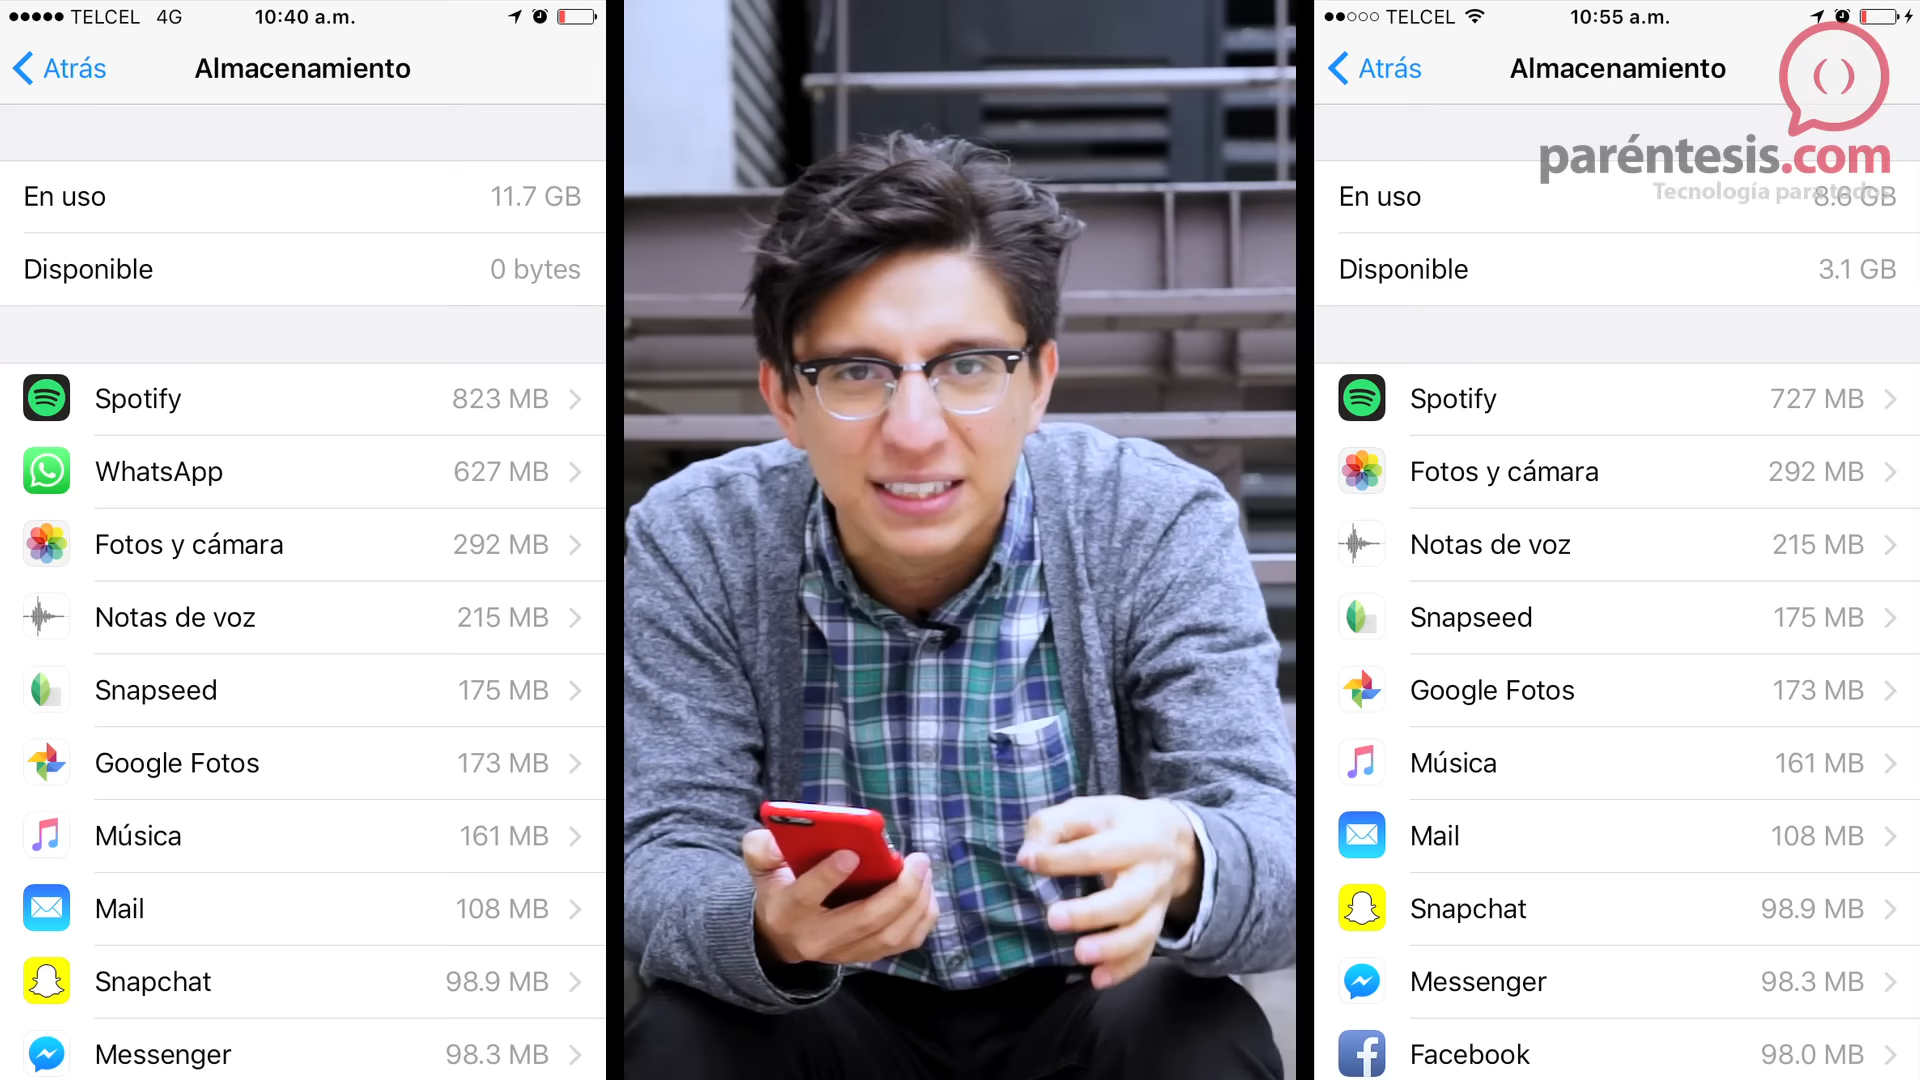 TELCEL 4G 10:40 a.m.
Atrás Almacenamiento
En uso 11.7 GB
Disponible 0 bytes
Spotify 823 MB
WhatsApp 627 MB
Fotos y cámara 292 MB
Notas de voz 215 MB
Snapseed 175 MB
Google Fotos 173 MB
Música 161 MB
Mail 108 MB
Snapchat 98.9 MB
Messenger 98.3 MB
TELCEL 10:55 a.m.
Atrás Almacenamiento
( )
paréntesis.com
Tecnología para todos
En uso 8.6 GB
Disponible 3.1 GB
Spotify 727 MB
Fotos y cámara 292 MB
Notas de voz 215 MB
Snapseed 175 MB
Google Fotos 173 MB
Música 161 MB
Mail 108 MB
Snapchat 98.9 MB
Messenger 98.3 MB
Facebook 98.0 MB